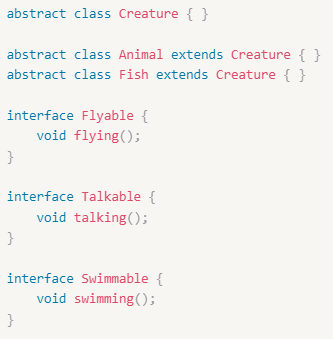 abstract class Creature { }
abstract class Animal extends Creature { }
abstract class Fish extends Creature { }
interface Flyable {
    void flying();
}
interface Talkable {
    void talking();
}
interface Swimmable {
    void swimming();
}